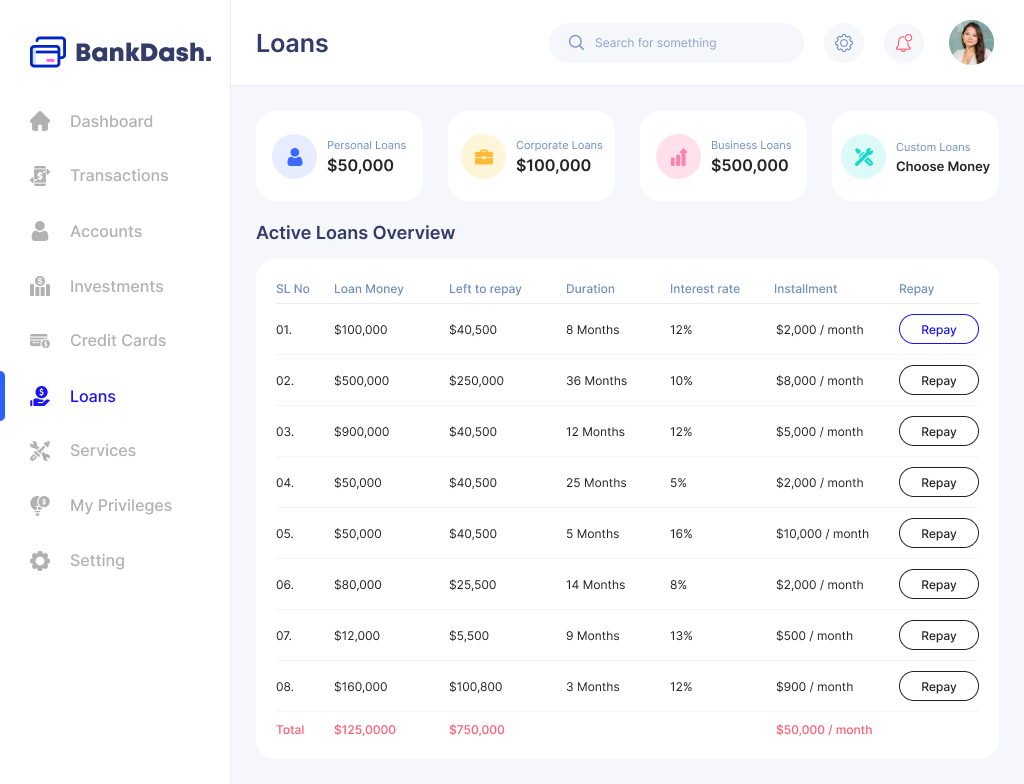 BankDash.
Loans
Search for something
Dashboard
Transactions
Accounts
Investments
Credit Cards
Loans
Services
My Privileges
Setting
Personal Loans
$50,000
Corporate Loans
$100,000
Business Loans
$500,000
Custom Loans
Choose Money
Active Loans Overview
SL No Loan Money Left to repay Duration Interest rate Installment Repay
01. $100,000 $40,500 8 Months 12% $2,000 / month Repay
02. $500,000 $250,000 36 Months 10% $8,000 / month Repay
03. $900,000 $40,500 12 Months 12% $5,000 / month Repay
04. $50,000 $40,500 25 Months 5% $2,000 / month Repay
05. $50,000 $40,500 5 Months 16% $10,000 / month Repay
06. $80,000 $25,500 14 Months 8% $2,000 / month Repay
07. $12,000 $5,500 9 Months 13% $500 / month Repay
08. $160,000 $100,800 3 Months 12% $900 / month Repay
Total $125,0000 $750,000 $50,000 / month